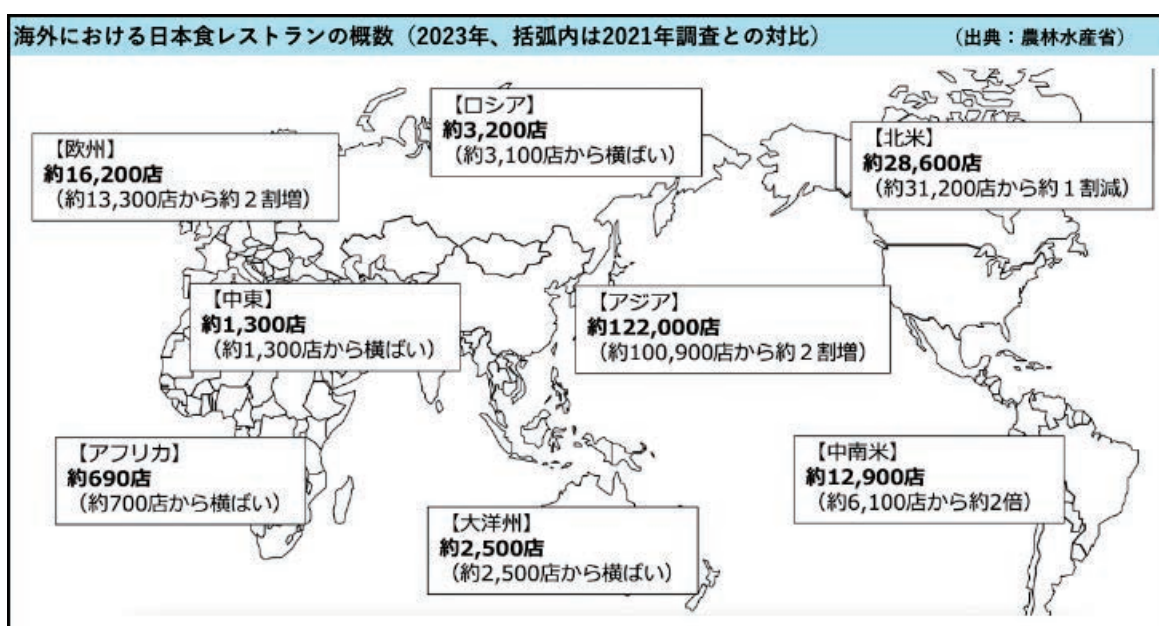 海外における日本食レストランの概数（2023年、括弧内は2021年調査との対比）　（出典：農林水産省）
【ロシア】
約3,200店
（約3,100店から横ばい）
【欧州】
約16,200店
（約13,300店から約２割増）
【北米】
約28,600店
（約31,200店から約１割減）
【中東】
約1,300店
（約1,300店から横ばい）
【アジア】
約122,000店
（約100,900店から約２割増）
【アフリカ】
約690店
（約700店から横ばい）
【中南米】
約12,900店
（約6,100店から約2倍）
【大洋州】
約2,500店
（約2,500店から横ばい）